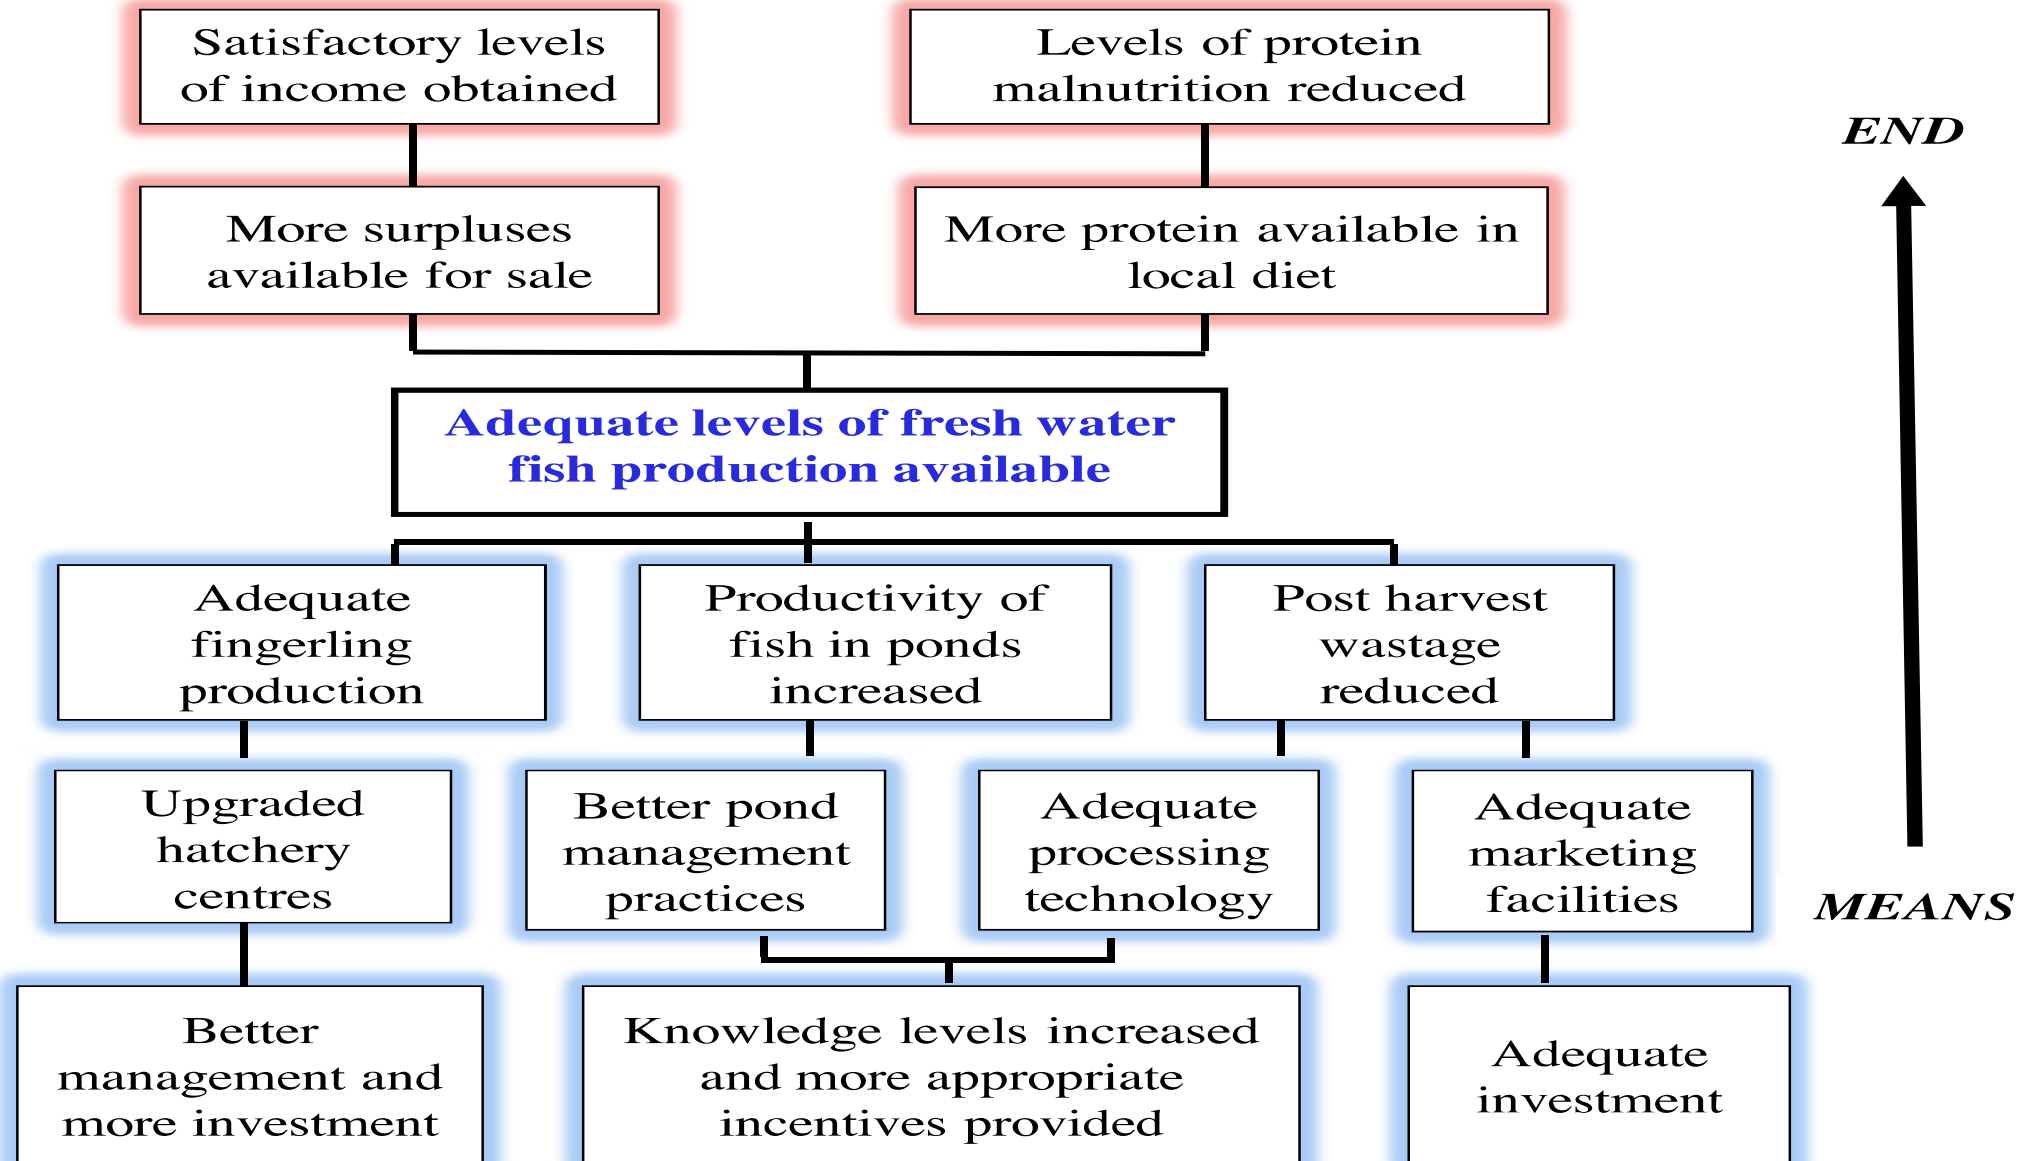 Satisfactory levels
of income obtained
Levels of protein
malnutrition reduced
END
More surpluses
available for sale
More protein available in
local diet
Adequate levels of fresh water
fish production available
Adequate
fingerling
production
Productivity of
fish in ponds
increased
Post harvest
wastage
reduced
Upgraded
hatchery
centres
Better pond
management
practices
Adequate
processing
technology
Adequate
marketing
facilities
MEANS
Better
management and
more investment
Knowledge levels increased
and more appropriate
incentives provided
Adequate
investment